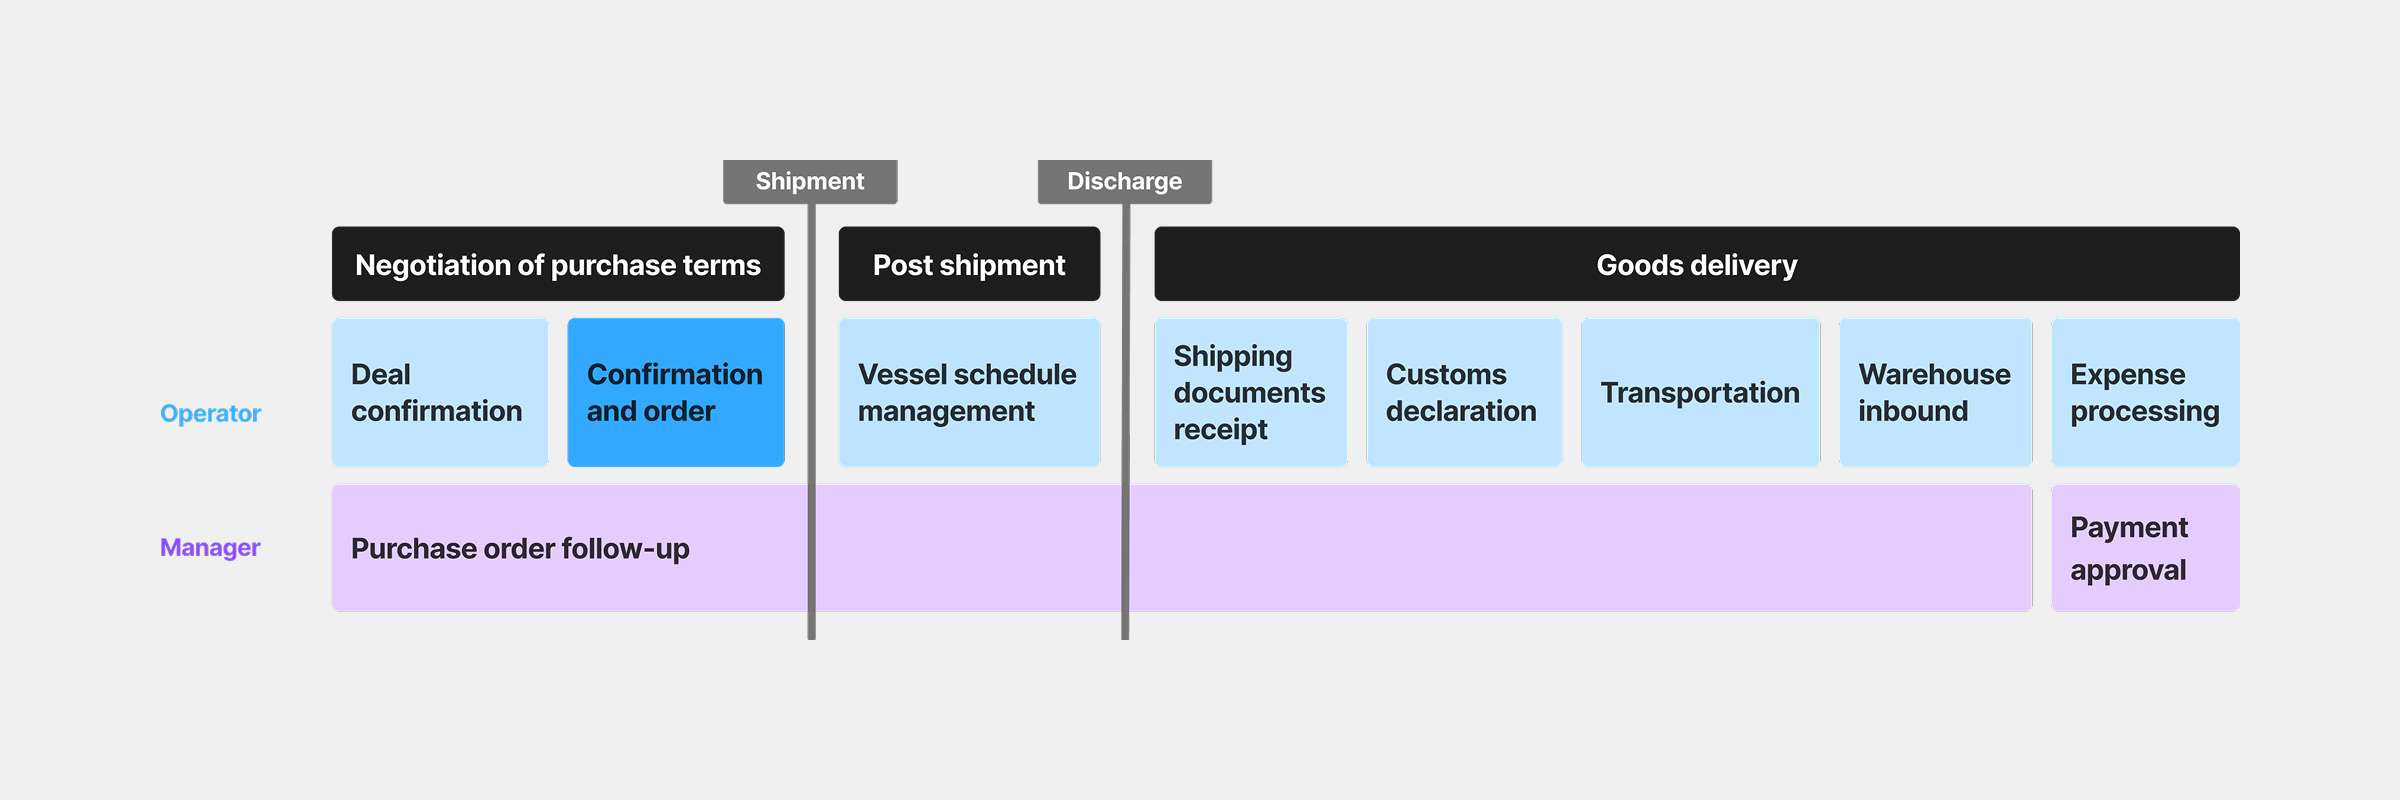 Shipment
Discharge
Negotiation of purchase terms
Post shipment
Goods delivery
Operator
Deal
confirmation
Confirmation
and order
Vessel schedule
management
Shipping
documents
receipt
Customs
declaration
Transportation
Warehouse
inbound
Expense
processing
Manager
Purchase order follow-up
Payment
approval